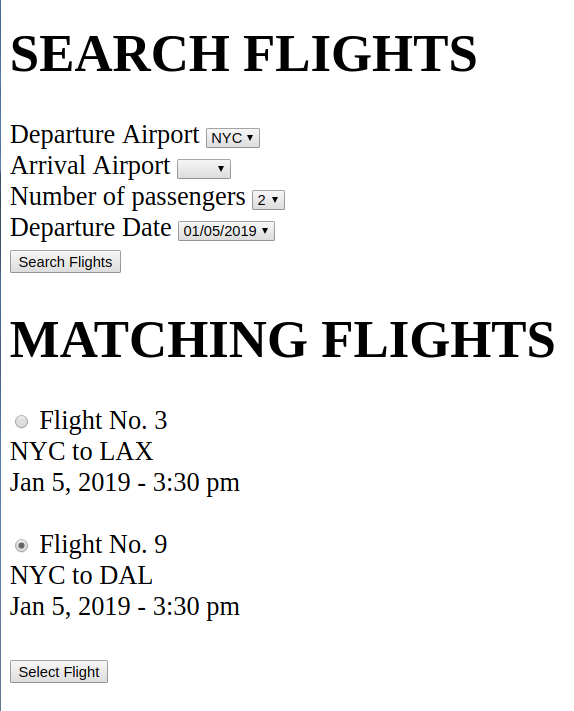 SEARCH FLIGHTS
Departure Airport NYC
Arrival Airport
Number of passengers 2
Departure Date 01/05/2019
Search Flights
MATCHING FLIGHTS
Flight No. 3
NYC to LAX
Jan 5, 2019 - 3:30 pm
Flight No. 9
NYC to DAL
Jan 5, 2019 - 3:30 pm
Select Flight